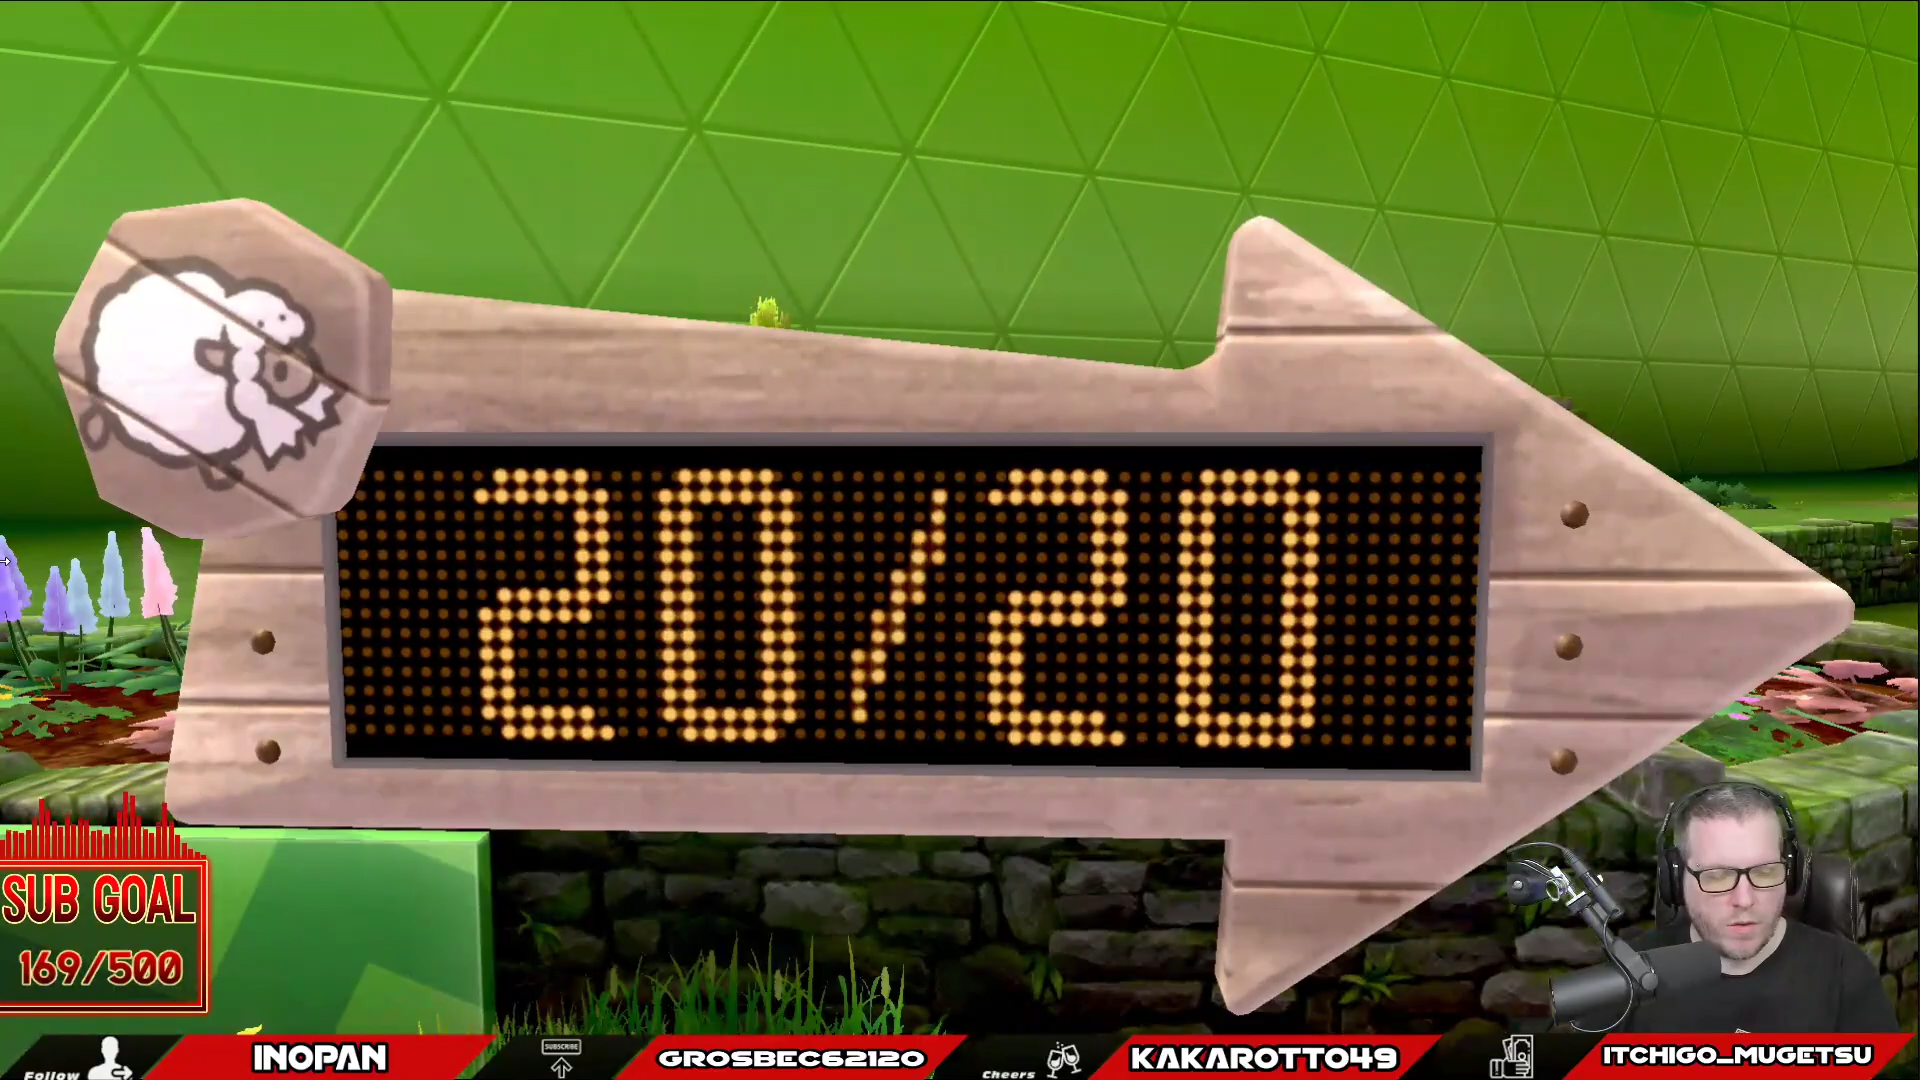 20/20
SUB GOAL
169/500
Follow
INOPAN
SUBSCRIBE
GROSBEC62120
Cheers
KAKAROTTO49
ITCHIGO_MUGETSU